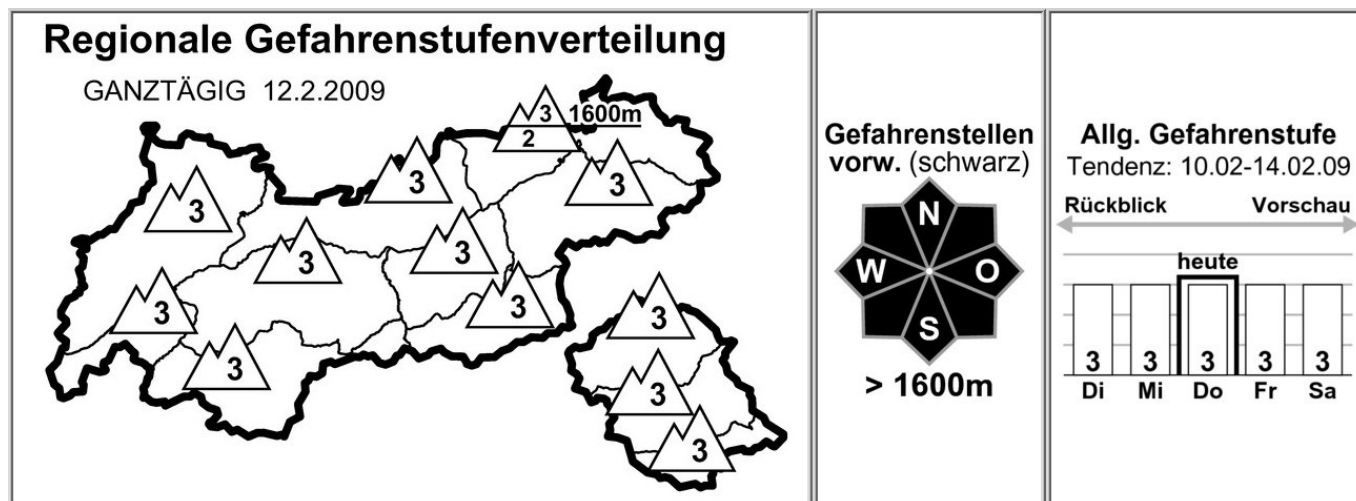 Regionale Gefahrenstufenverteilung
GANZTÄGIG 12.2.2009
3 1600m
2
3
3
3
3
3
3
3
3
3
3
3
3
Gefahrenstellen
vorw. (schwarz)
N
W O
S
> 1600m
Allg. Gefahrenstufe
Tendenz: 10.02-14.02.09
Rückblick Vorschau
heute
3 3 3 3 3
Di Mi Do Fr Sa